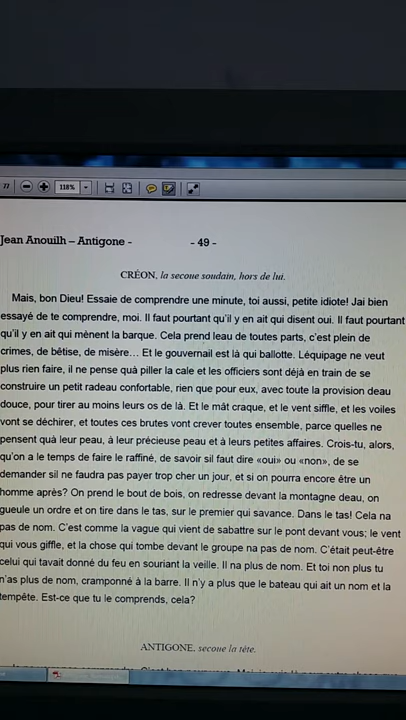 77
118%
Jean Anouilh – Antigone - - 49 -
CRÉON, la secoue soudain, hors de lui.
Mais, bon Dieu! Essaie de comprendre une minute, toi aussi, petite idiote! Jai bien
essayé de te comprendre, moi. Il faut pourtant qu'il y en ait qui disent oui. Il faut pourtant
qu'il y en ait qui mènent la barque. Cela prend leau de toutes parts, c'est plein de
crimes, de bêtise, de misère… Et le gouvernail est là qui ballotte. Léquipage ne veut
plus rien faire, il ne pense quà piller la cale et les officiers sont déjà en train de se
construire un petit radeau confortable, rien que pour eux, avec toute la provision deau
douce, pour tirer au moins leurs os de là. Et le mât craque, et le vent siffle, et les voiles
vont se déchirer, et toutes ces brutes vont crever toutes ensemble, parce quelles ne
pensent quà leur peau, à leur précieuse peau et à leurs petites affaires. Crois-tu, alors,
qu'on a le temps de faire le raffiné, de savoir sil faut dire «oui» ou «non», de se
demander sil ne faudra pas payer trop cher un jour, et si on pourra encore être un
homme après? On prend le bout de bois, on redresse devant la montagne deau, on
gueule un ordre et on tire dans le tas, sur le premier qui savance. Dans le tas! Cela na
pas de nom. C'est comme la vague qui vient de sabattre sur le pont devant vous; le vent
qui vous giffle, et la chose qui tombe devant le groupe na pas de nom. C'était peut-être
celui qui tavait donné du feu en souriant la veille. Il na plus de nom. Et toi non plus tu
n'as plus de nom, cramponné à la barre. Il n'y a plus que le bateau qui ait un nom et la
tempête. Est-ce que tu le comprends, cela?
ANTIGONE, secoue la tête.